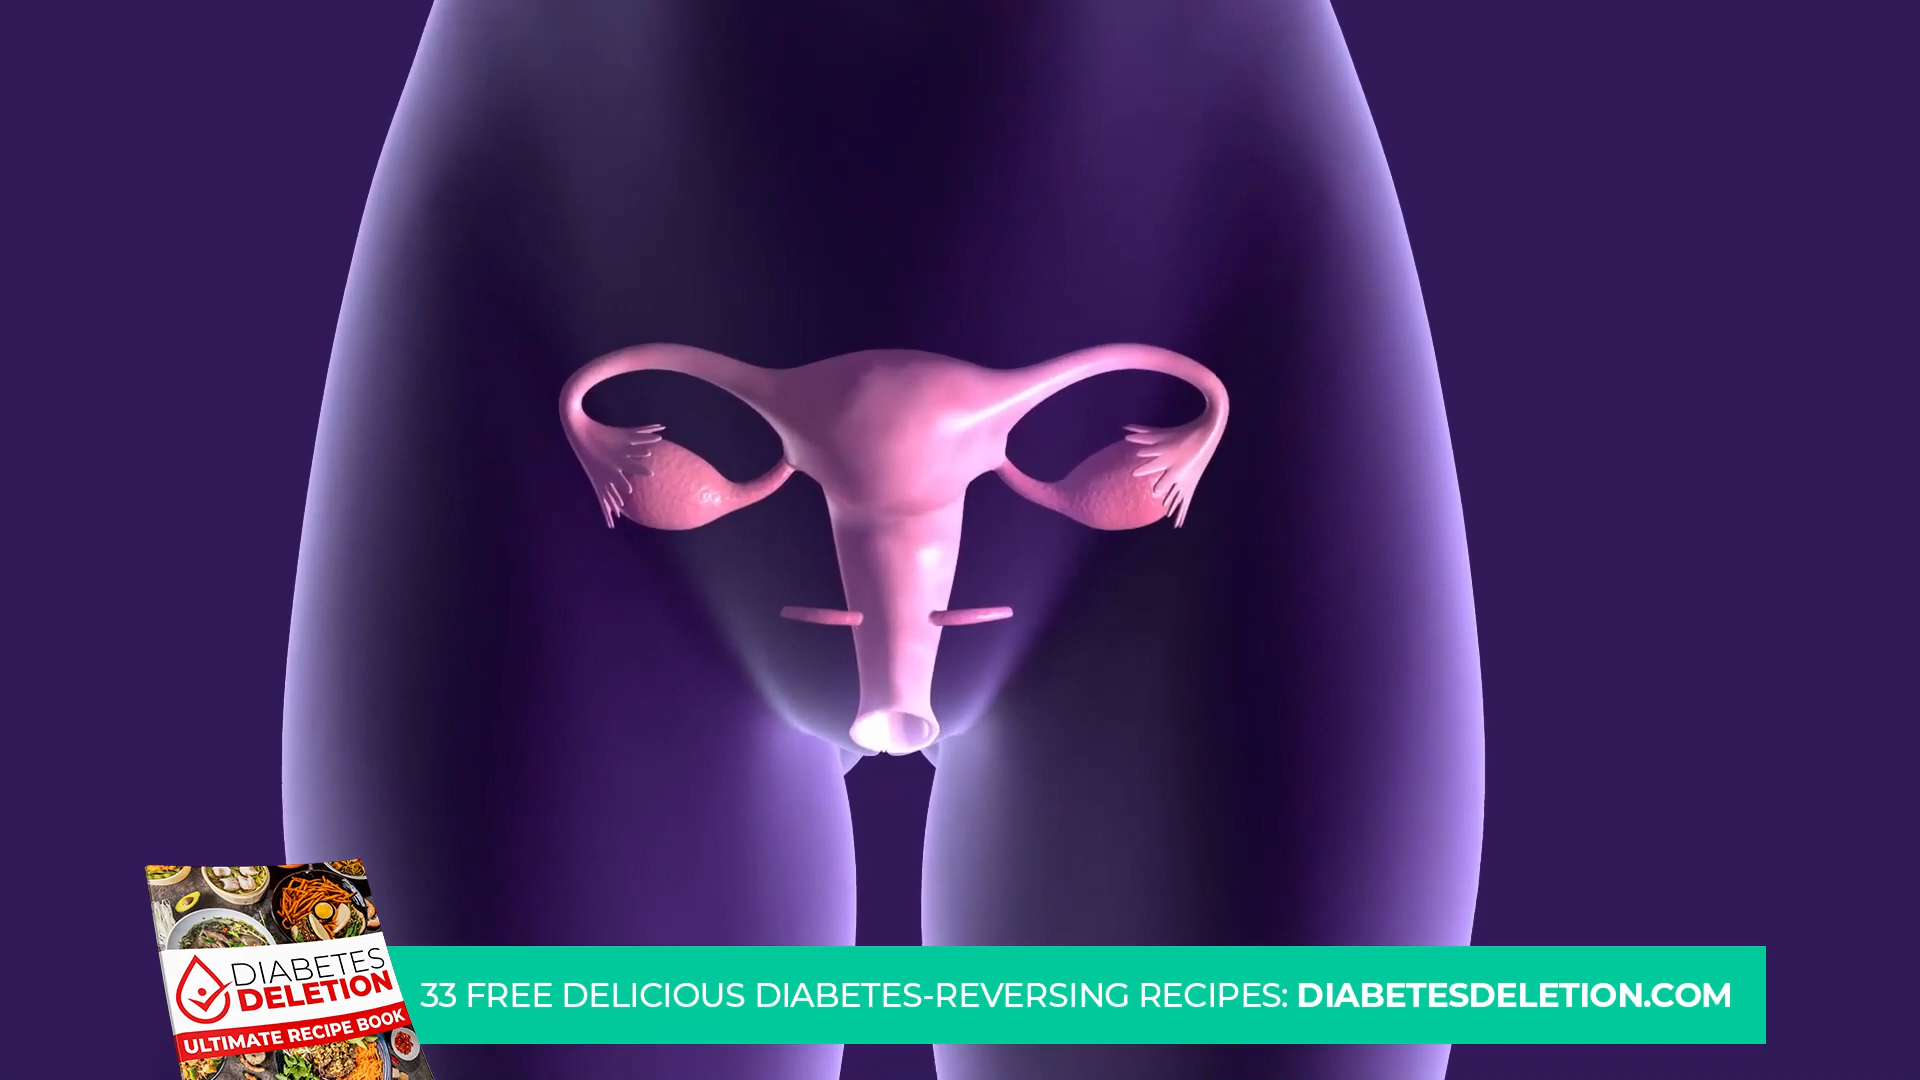 DIABETES
DELETION
ULTIMATE RECIPE BOOK
33 FREE DELICIOUS DIABETES-REVERSING RECIPES: DIABETESDELETION.COM